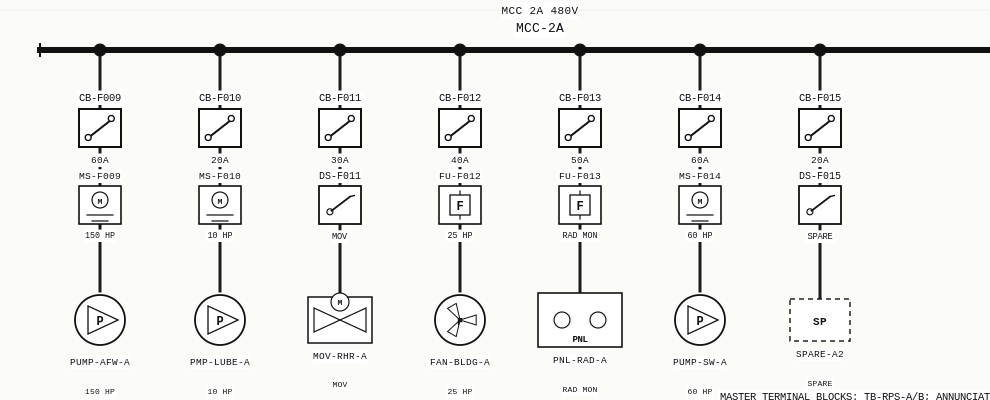 MCC 2A 480V
MCC-2A
CB-F009 CB-F010 CB-F011 CB-F012 CB-F013 CB-F014 CB-F015
60A 20A 30A 40A 50A 60A 20A
MS-F009 MS-F010 DS-F011 FU-F012 FU-F013 MS-F014 DS-F015
M M F F M
150 HP 10 HP MOV 25 HP RAD MON 60 HP SPARE
M
P P P SP
PNL
PUMP-AFW-A PMP-LUBE-A MOV-RHR-A FAN-BLDG-A PNL-RAD-A PUMP-SW-A SPARE-A2
150 HP 10 HP MOV 25 HP RAD MON 60 HP SPARE
MASTER TERMINAL BLOCKS: TB-RPS-A/B; ANNUNCIAT